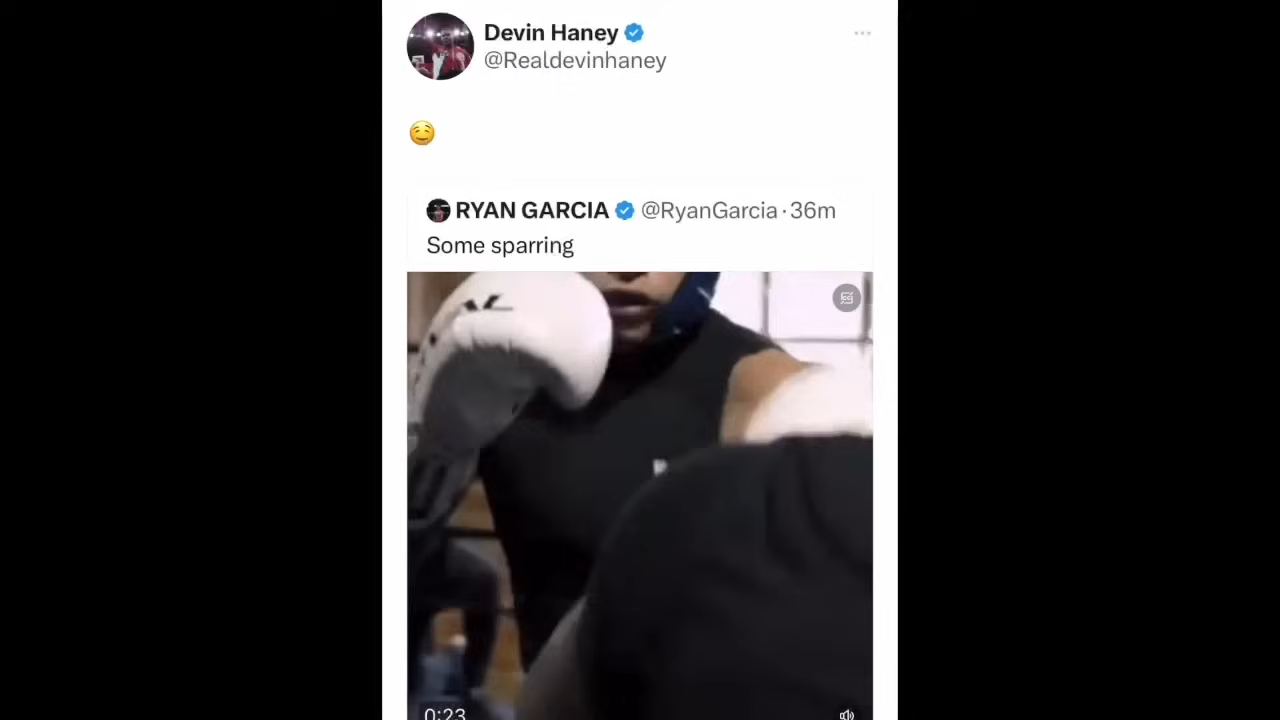 Devin Haney
@Realdevinhaney
🤤
RYAN GARCIA @RyanGarcia · 36m
Some sparring
0:23